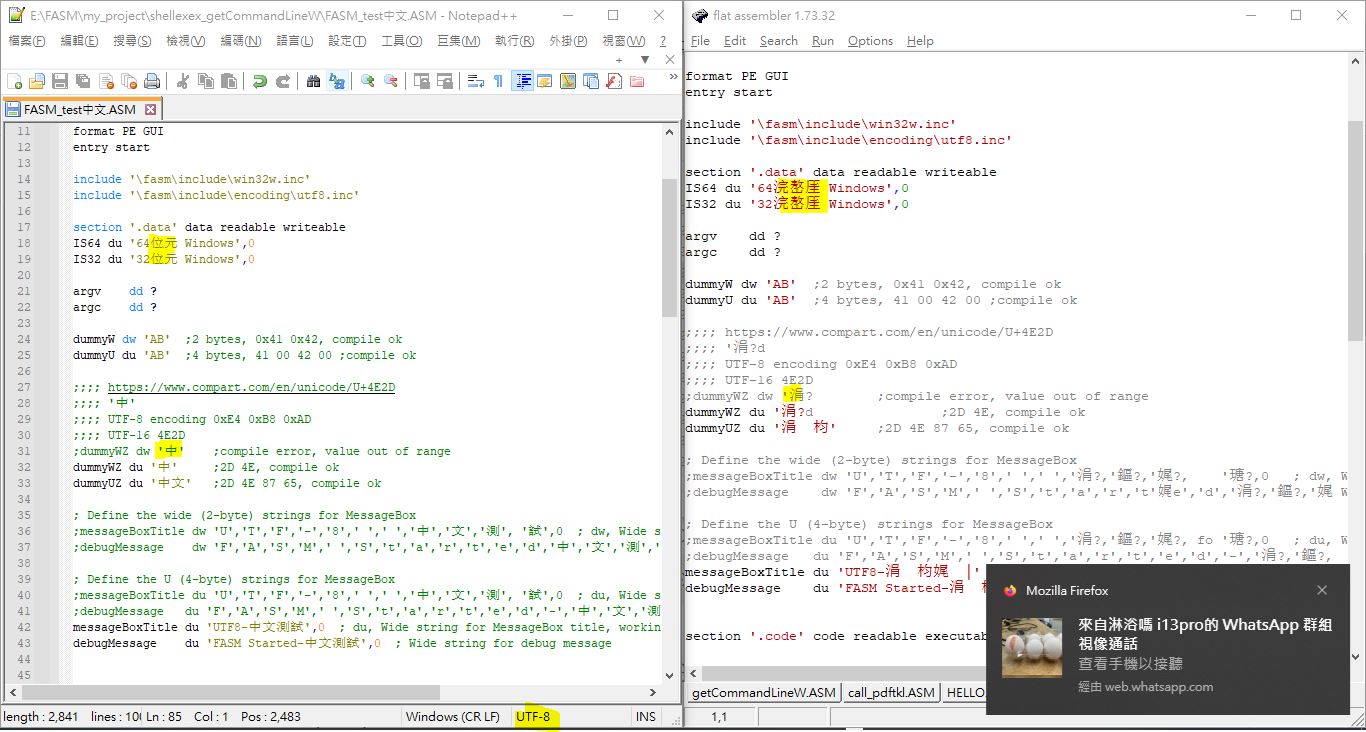 E:\FASM\my_project\shellexex_getCommandLineW\FASM_test中文.ASM - Notepad++
檔案(F) 編輯(E) 搜尋(S) 檢視(V) 編碼(N) 語言(L) 設定(T) 工具(O) 巨集(M) 執行(R) 外掛(P) 視窗(W) ?
FASM_test中文.ASM
11 format PE GUI
12 entry start
13
14 include '\fasm\include\win32w.inc'
15 include '\fasm\include\encoding\utf8.inc'
16
17 section '.data' data readable writeable
18 IS64 du '64位元 Windows',0
19 IS32 du '32位元 Windows',0
20
21 argv dd ?
22 argc dd ?
23
24 dummyW dw 'AB' ;2 bytes, 0x41 0x42, compile ok
25 dummyU du 'AB' ;4 bytes, 41 00 42 00 ;compile ok
26
27 ;;;; https://www.compart.com/en/unicode/U+4E2D
28 ;;;; '中'
29 ;;;; UTF-8 encoding 0xE4 0xB8 0xAD
30 ;;;; UTF-16 4E2D
31 ;dummyWZ dw '中' ;compile error, value out of range
32 dummyWZ du '中' ;2D 4E, compile ok
33 dummyUZ du '中文' ;2D 4E 87 65, compile ok
34
35 ; Define the wide (2-byte) strings for MessageBox
36 ;messageBoxTitle dw 'U','T','F','-','8',' ',' ','中','文','測', '試',0 ; dw, Wide s
37 ;debugMessage dw 'F','A','S','M',' ','S','t','a','r','t','e','d','中','文','測',
38
39 ; Define the U (4-byte) strings for MessageBox
40 ;messageBoxTitle du 'U','T','F','-','8',' ',' ','中','文','測', '試',0 ; du, Wide s
41 ;debugMessage du 'F','A','S','M',' ','S','t','a','r','t','e','d','-','中','文','測
42 messageBoxTitle du 'UTF8-中文測試',0 ; du, Wide string for MessageBox title, workin
43 debugMessage du 'FASM Started-中文測試',0 ; Wide string for debug message
44
45
length : 2,841 lines : 10 Ln : 85 Col : 1 Pos : 2,483 Windows (CR LF) UTF-8 INS
flat assembler 1.73.32
File Edit Search Run Options Help
format PE GUI
entry start
include '\fasm\include\win32w.inc'
include '\fasm\include\encoding\utf8.inc'
section '.data' data readable writeable
IS64 du '64浣嶅厓 Windows',0
IS32 du '32浣嶅厓 Windows',0
argv dd ?
argc dd ?
dummyW dw 'AB' ;2 bytes, 0x41 0x42, compile ok
dummyU du 'AB' ;4 bytes, 41 00 42 00 ;compile ok
;;;; https://www.compart.com/en/unicode/U+4E2D
;;;; '涓?d
;;;; UTF-8 encoding 0xE4 0xB8 0xAD
;;;; UTF-16 4E2D
;dummyWZ dw '涓? ;compile error, value out of range
dummyWZ du '涓?d ;2D 4E, compile ok
dummyUZ du '涓 枃' ;2D 4E 87 65, compile ok
; Define the wide (2-byte) strings for MessageBox
;messageBoxTitle dw 'U','T','F','-','8',' ',' ','涓?,'鏂?,'娓?, '瑭?,0 ; dw, W
;debugMessage dw 'F','A','S','M',' ','S','t','a','r','t'娓e','d','涓?,'鏂?,'娓
; Define the U (4-byte) strings for MessageBox
;messageBoxTitle du 'U','T','F','-','8',' ',' ','涓?,'鏂?,'娓?, fo '瑭?,0 ; du, W
;debugMessage du 'F','A','S','M',' ','S','t','a','r','t','e','d','-','涓?,'鏂?,
messageBoxTitle du 'UTF8-涓 枃娓 |'
debugMessage du 'FASM Started-涓
section '.code' code readable executab
getCommandLineW.ASM call_pdftkl.ASM HELLO.
1,1
Mozilla Firefox
來自淋浴嗎 i13pro的 WhatsApp 群組
視像通話
查看手機以接聽
經由 web.whatsapp.com